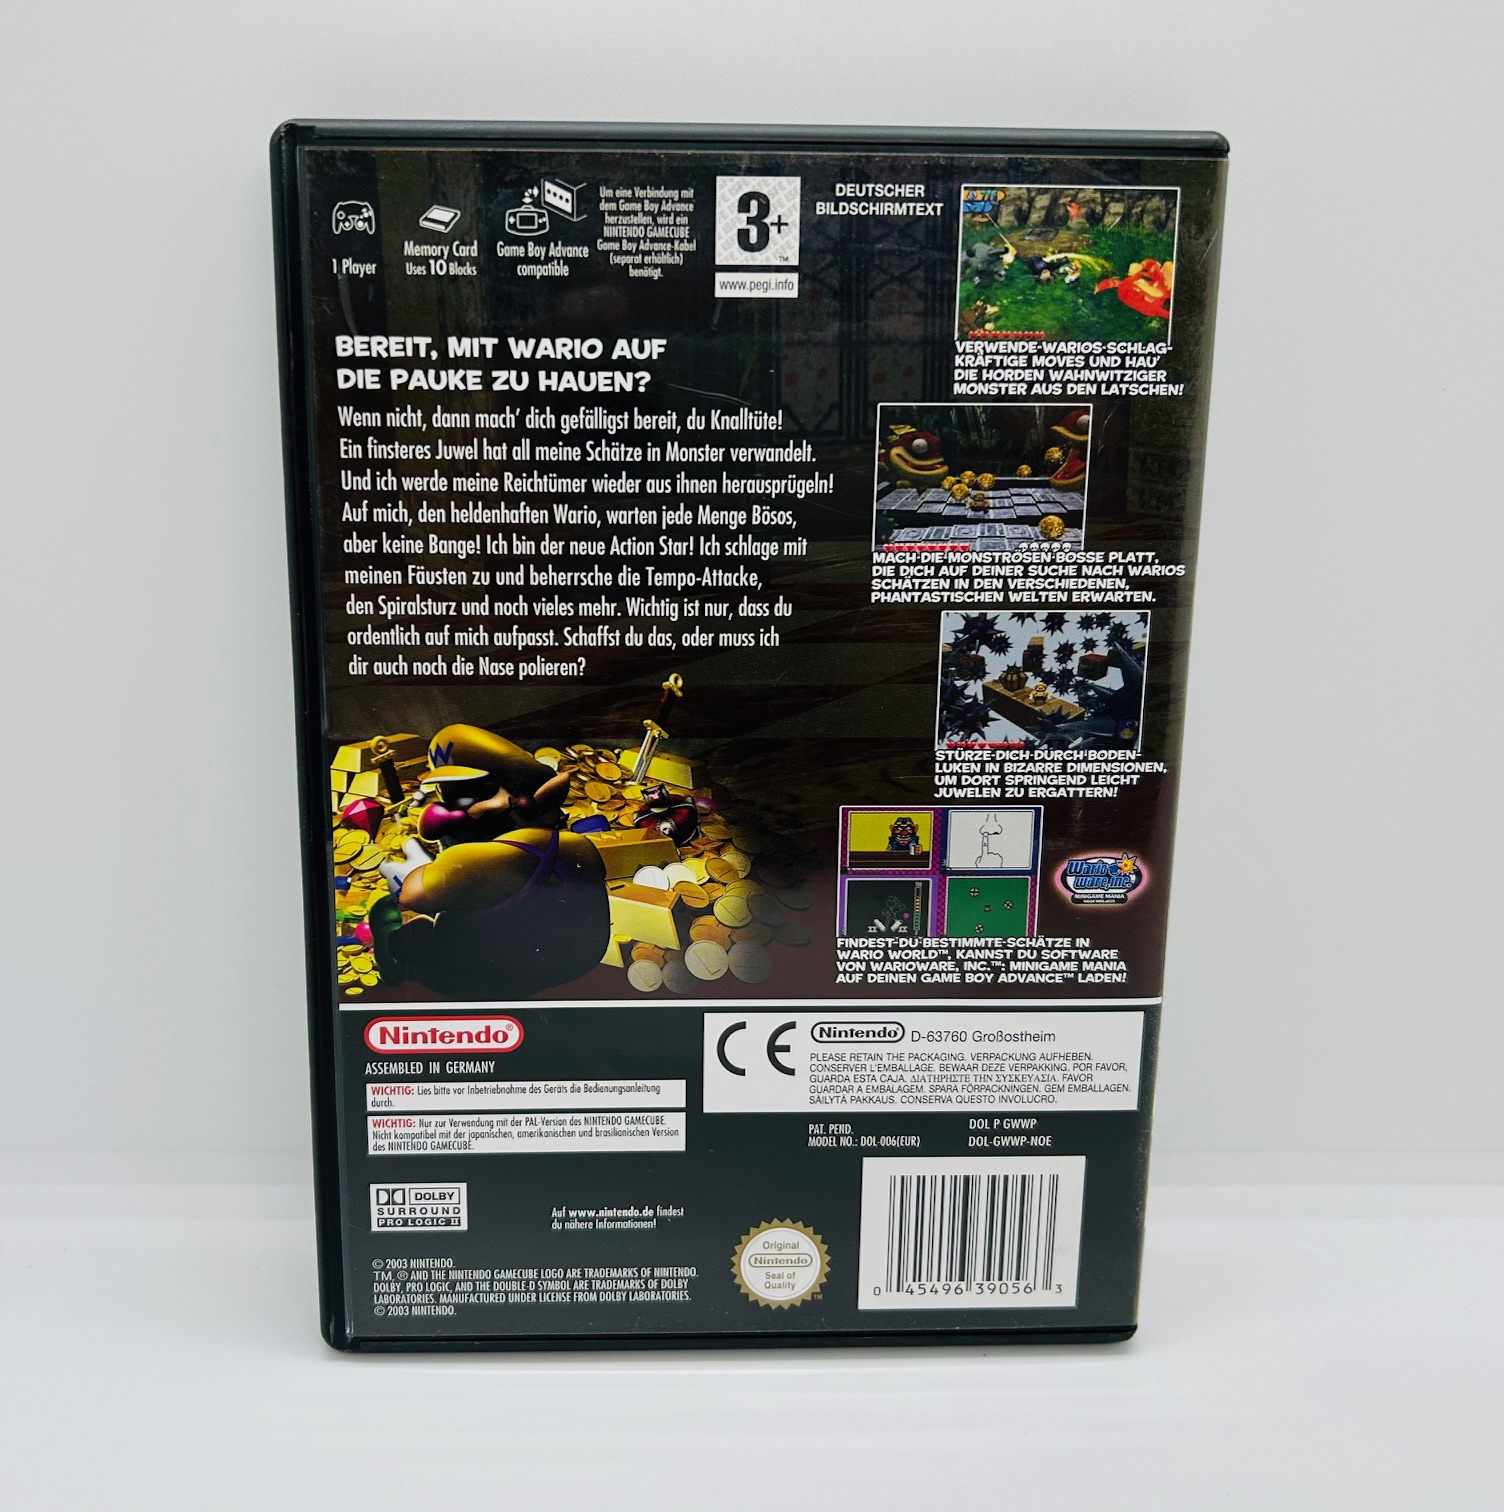 1 Player
Memory Card
Uses 10 Blocks
Game Boy Advance
compatible
Um eine Verbindung mit
dem Game Boy Advance
herzustellen, wird ein
NINTENDO GAMECUBE
Game Boy Advance-Kabel
(separat erhältlich)
benötigt.
3+
TM
www.pegi.info
DEUTSCHER
BILDSCHIRMTEXT
BEREIT, MIT WARIO AUF
DIE PAUKE ZU HAUEN?
Wenn nicht, dann mach' dich gefälligst bereit, du Knalltüte!
Ein finsteres Juwel hat all meine Schätze in Monster verwandelt.
Und ich werde meine Reichtümer wieder aus ihnen herausprügeln!
Auf mich, den heldenhaften Wario, warten jede Menge Bösos,
aber keine Bange! Ich bin der neue Action Star! Ich schlage mit
meinen Fäusten zu und beherrsche die Tempo-Attacke,
den Spiralsturz und noch vieles mehr. Wichtig ist nur, dass du
ordentlich auf mich aufpasst. Schaffst du das, oder muss ich
dir auch noch die Nase polieren?
VERWENDE WARIOS SCHLAG-
KRÄFTIGE MOVES UND HAU'
DIE HORDEN WAHNWITZIGER
MONSTER AUS DEN LATSCHEN!
MACH DIE MONSTRÖSEN BOSSE PLATT,
DIE DICH AUF DEINER SUCHE NACH WARIOS
SCHÄTZEN IN DEN VERSCHIEDENEN,
PHANTASTISCHEN WELTEN ERWARTEN.
STÜRZE DICH DURCH BODEN-
LUKEN IN BIZARRE DIMENSIONEN,
UM DORT SPRINGEND LEICHT
JUWELEN ZU ERGATTERN!
W
Wario
Ware, Inc.
MINIGAME MANIA
FINDEST DU BESTIMMTE SCHÄTZE IN
WARIO WORLD™, KANNST DU SOFTWARE
VON WARIOWARE, INC.™: MINIGAME MANIA
AUF DEINEN GAME BOY ADVANCE™ LADEN!
Nintendo®
ASSEMBLED IN GERMANY
WICHTIG: Lies bitte vor Inbetriebnahme des Geräts die Bedienungsanleitung
durch.
WICHTIG: Nur zur Verwendung mit der PAL-Version des NINTENDO GAMECUBE.
Nicht kompatibel mit der japanischen, amerikanischen und brasilianischen Version
des NINTENDO GAMECUBE.
CE
Nintendo® D-63760 Großostheim
PLEASE RETAIN THE PACKAGING. VERPACKUNG AUFHEBEN.
CONSERVER L'EMBALLAGE. BEWAAR DEZE VERPAKKING. POR FAVOR,
GUARDA ESTA CAJA. ΔΙΑΤΗΡΗΣΤΕ ΤΗΝ ΣΥΣΚΕΥΑΣΙΑ. FAVOR
GUARDAR A EMBALAGEM. SPARA FÖRPACKNINGEN. GEM EMBALLAGEN.
SÄILYTÄ PAKKAUS. CONSERVA QUESTO INVOLUCRO.
PAT. PEND.
MODEL NO.: DOL-006(EUR)
DOL P GWWP
DOL-GWWP-NOE
DOLBY
SURROUND
PRO LOGIC II
Auf www.nintendo.de findest
du nähere Informationen!
© 2003 NINTENDO.
TM, ® AND THE NINTENDO GAMECUBE LOGO ARE TRADEMARKS OF NINTENDO.
DOLBY, PRO LOGIC, AND THE DOUBLE-D SYMBOL ARE TRADEMARKS OF DOLBY
LABORATORIES. MANUFACTURED UNDER LICENSE FROM DOLBY LABORATORIES.
© 2003 NINTENDO.
Original
Nintendo
Seal of
Quality
TM
0 45496 39056 3